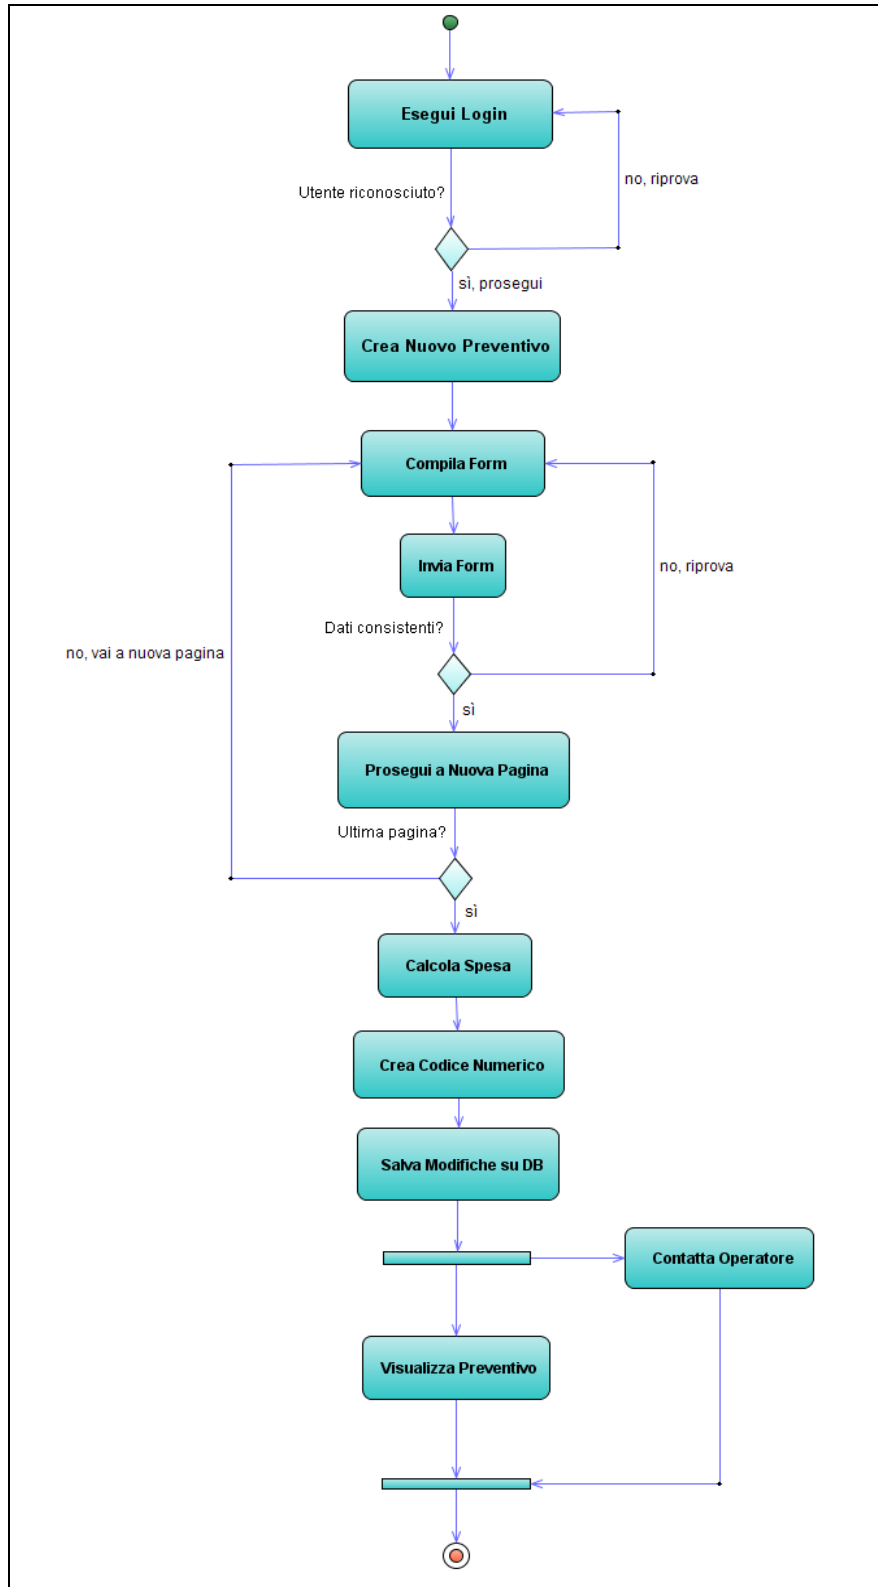 Esegui Login
no, riprova
Utente riconosciuto?
sì, prosegui
Crea Nuovo Preventivo
Compila Form
Invia Form
no, riprova
Dati consistenti?
no, vai a nuova pagina
sì
Prosegui a Nuova Pagina
Ultima pagina?
sì
Calcola Spesa
Crea Codice Numerico
Salva Modifiche su DB
Contatta Operatore
Visualizza Preventivo